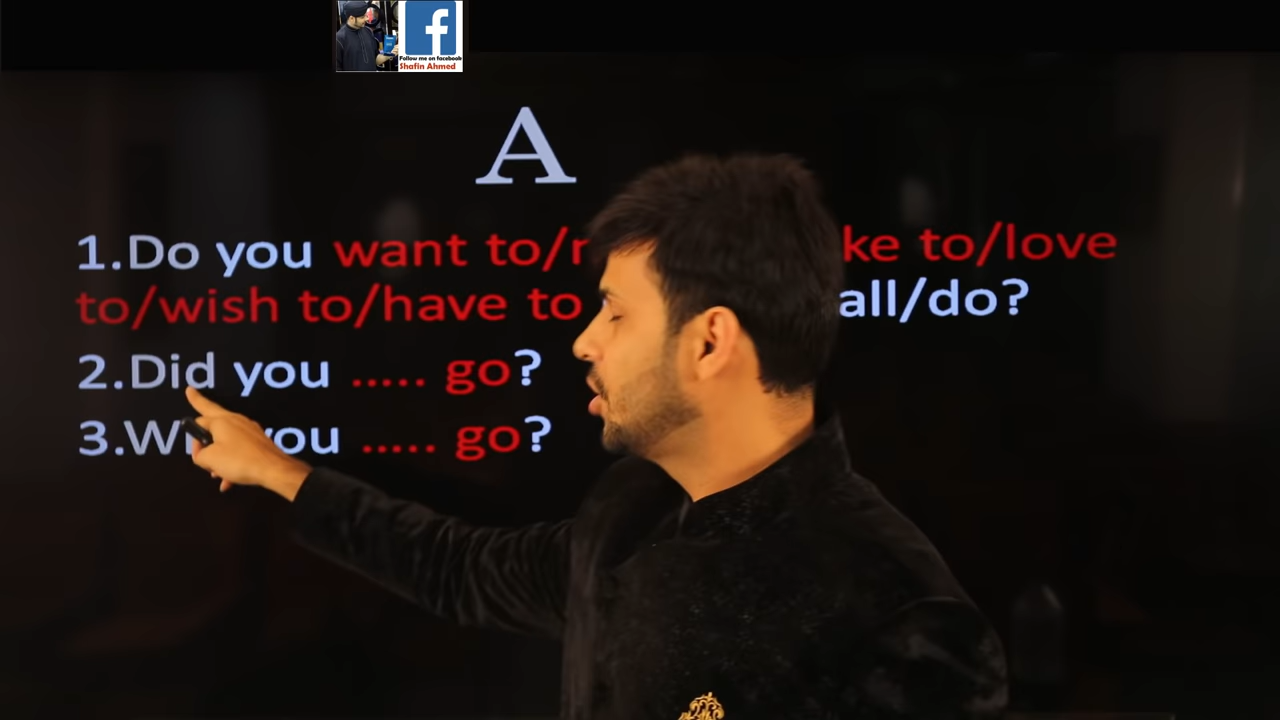 Follow me on facebook
Shafin Ahmed
A
1.Do you want to/ to/love
to/wish to/have to all/do?
2.Did you ..... go?
3. you ..... go?